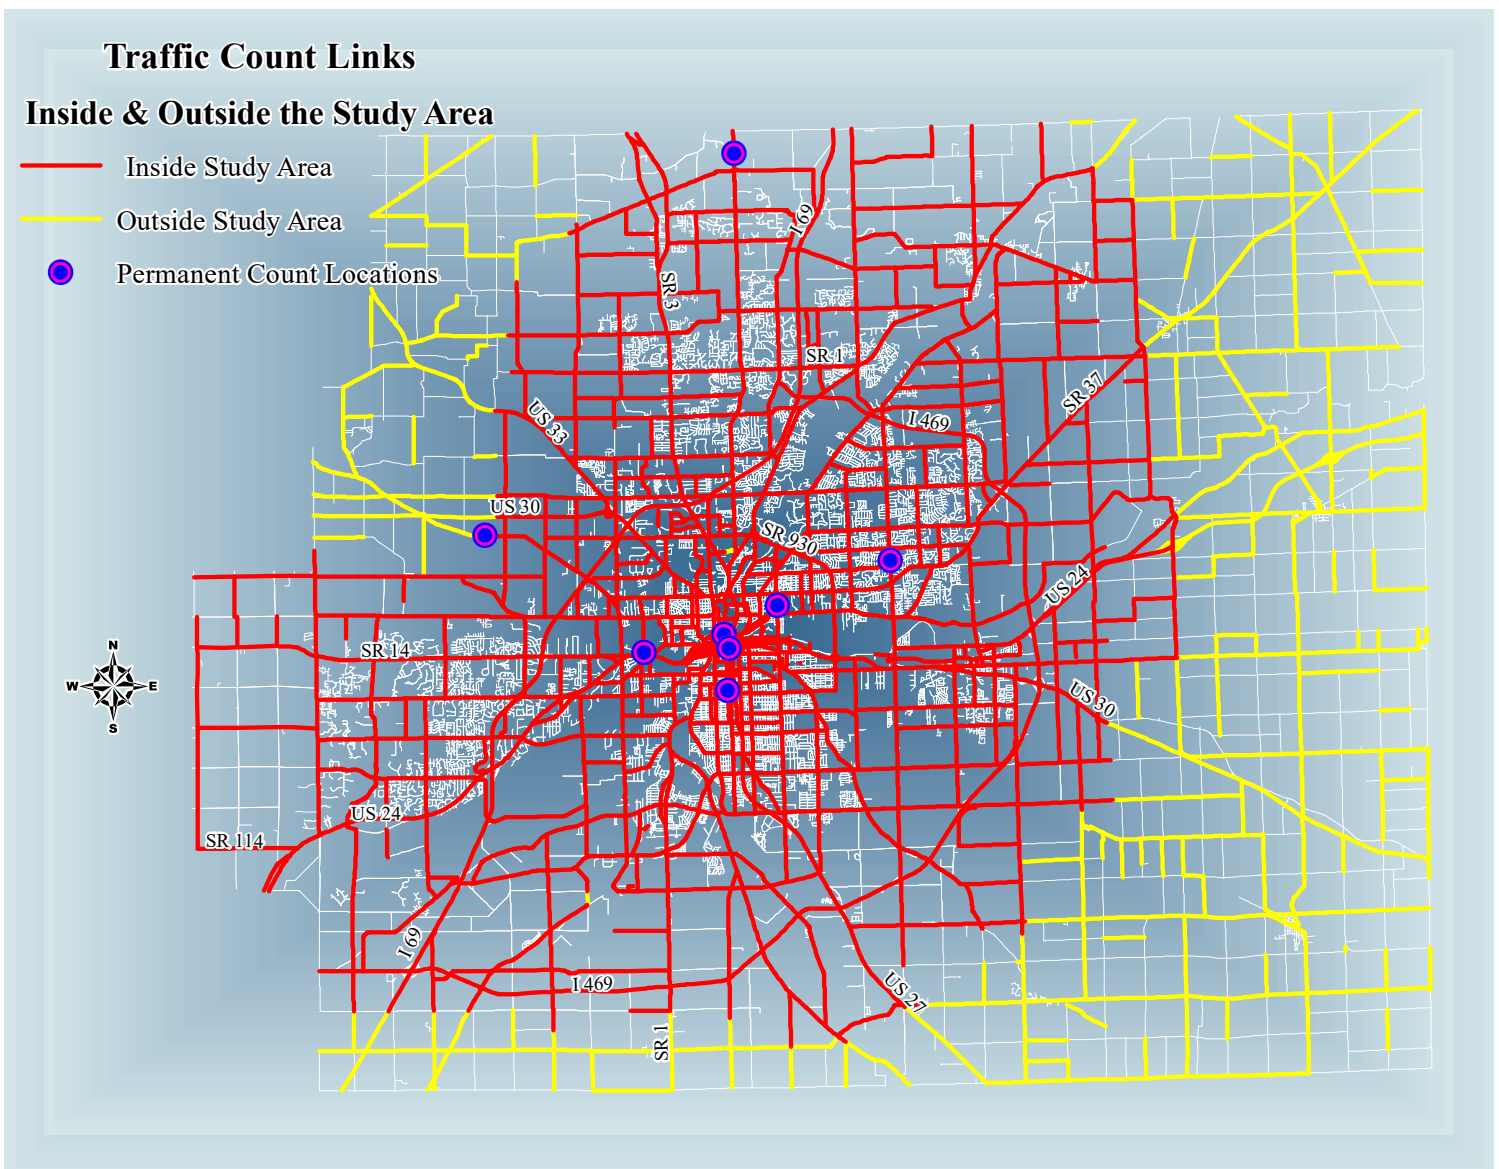 Traffic Count Links
Inside & Outside the Study Area
Inside Study Area
Outside Study Area
Permanent Count Locations
I 69
SR 3
SR 1
SR 37
US 33
I 469
US 30
SR 930
US 24
SR 14
N
W E
S
US 30
US 24
SR 114
I 69
I 469
US 27
SR 1